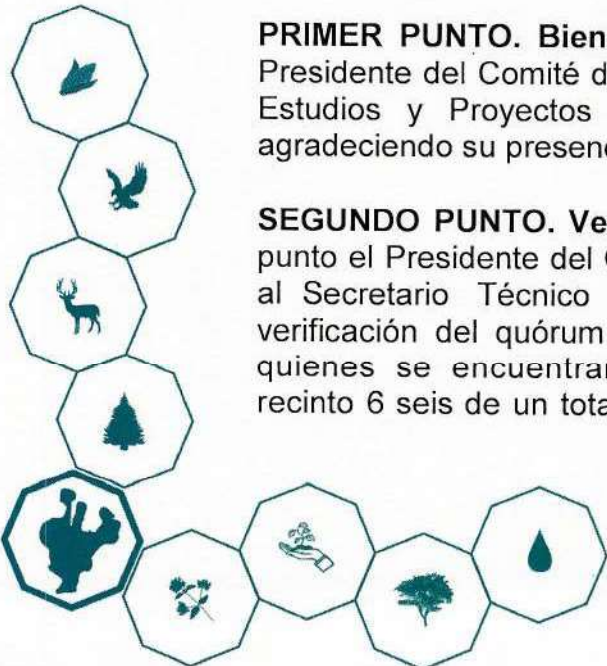 PRIMER PUNTO. Bien
Presidente del Comité d
Estudios y Proyectos
agradeciendo su presenc
SEGUNDO PUNTO. Ve
punto el Presidente del
al Secretario Técnico
verificación del quórum
quienes se encuentra
recinto 6 seis de un tota